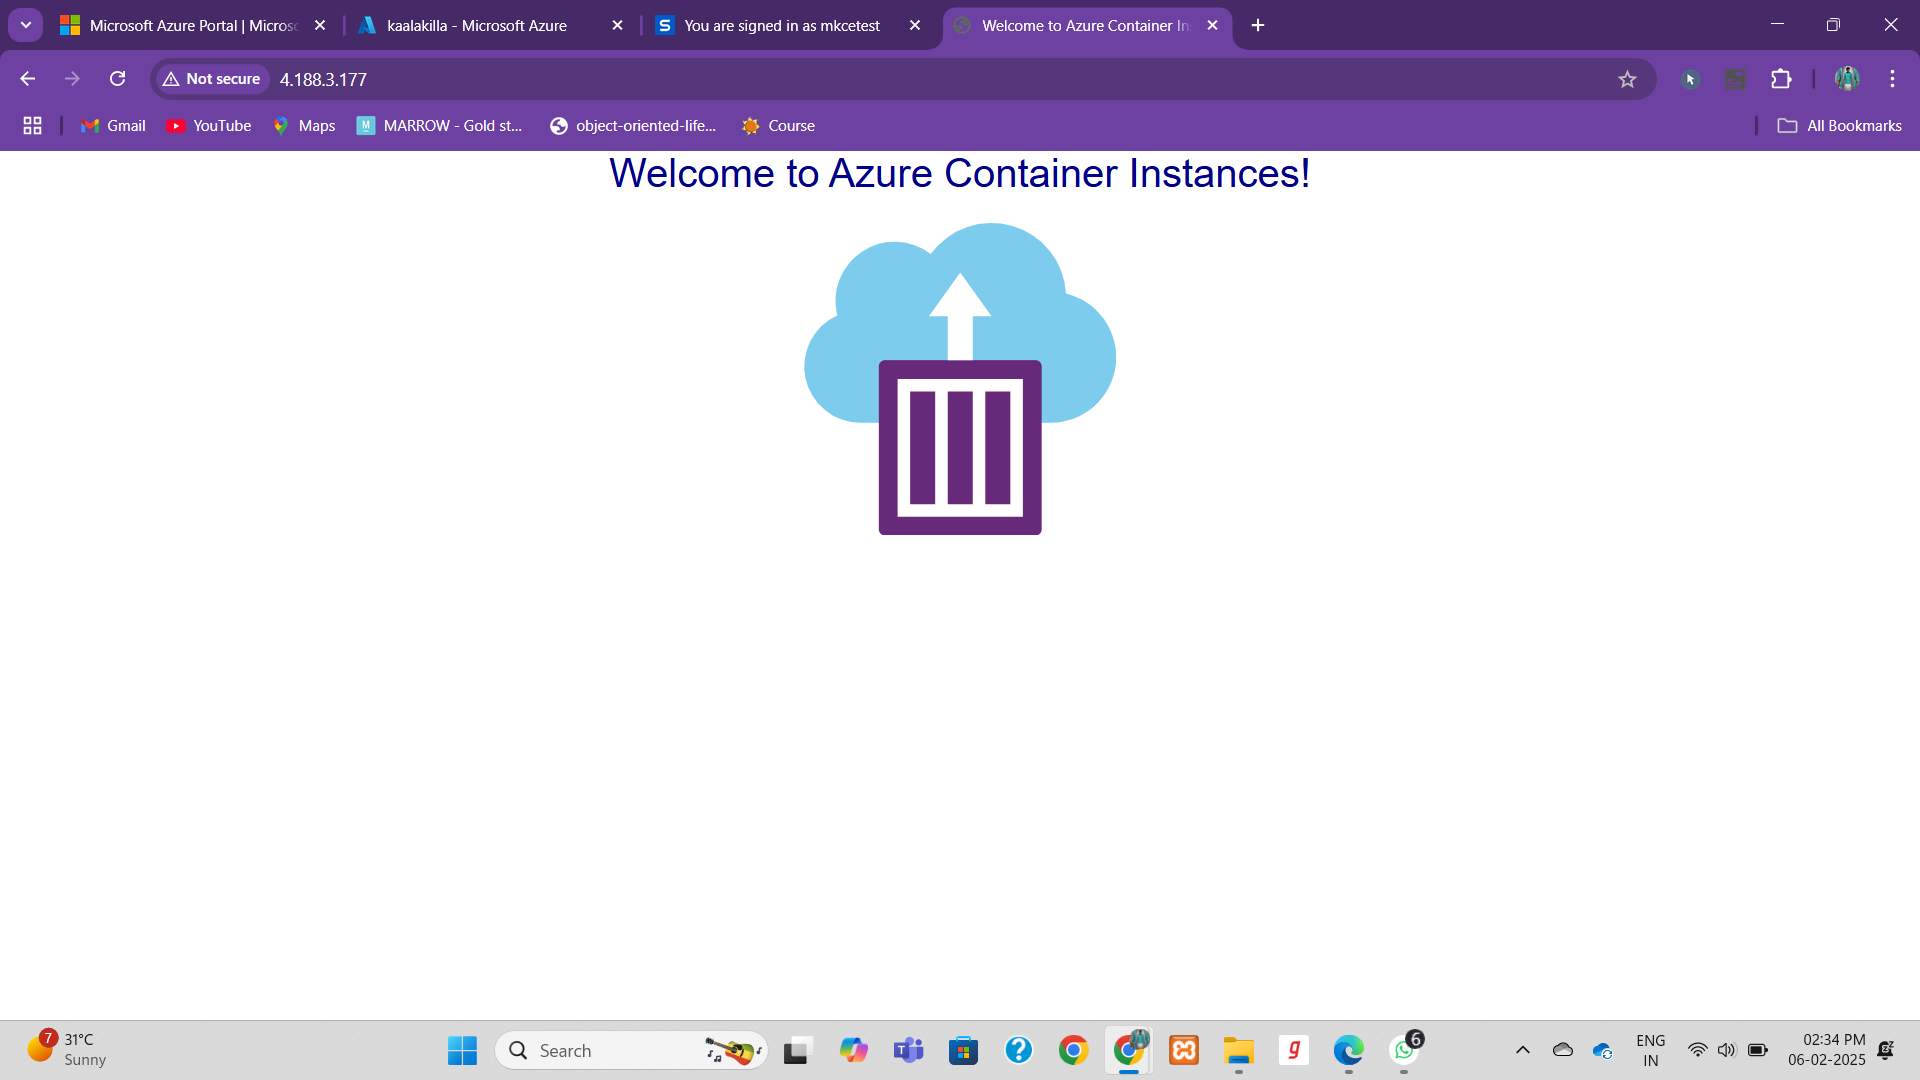 Microsoft Azure Portal | Micros
kaalakilla - Microsoft Azure
S You are signed in as mkcetest
Welcome to Azure Container In
Not secure 4.188.3.177
Gmail YouTube Maps M MARROW - Gold st... object-oriented-life... Course All Bookmarks
Welcome to Azure Container Instances!
7 31°C
Sunny
Search
T
?
g
6
ENG
IN
02:34 PM
06-02-2025